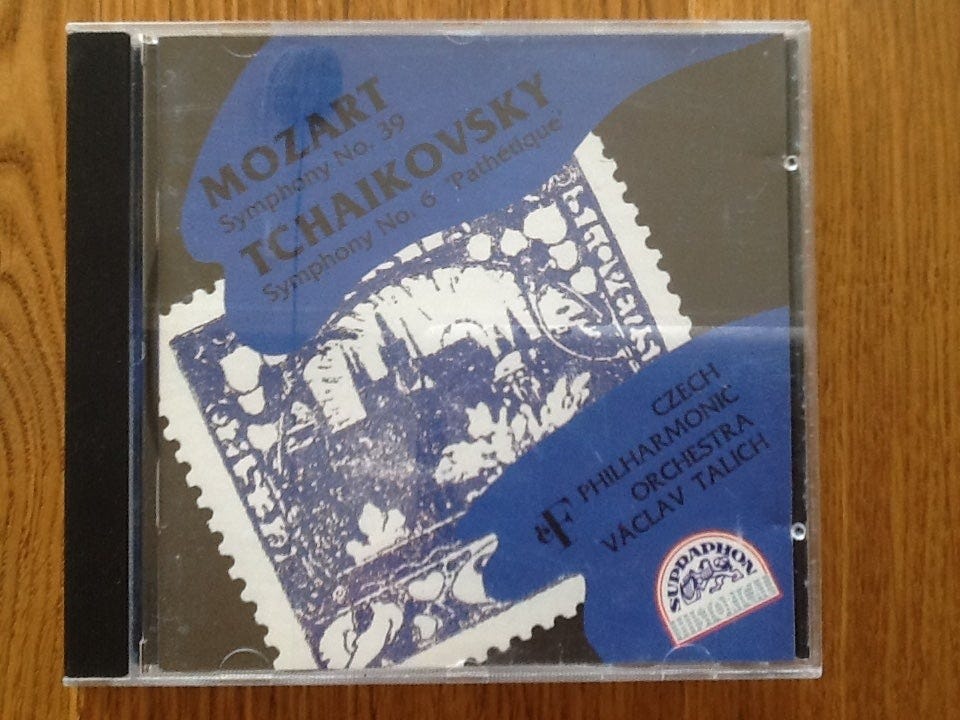 MOZART
Symphony No. 39
TCHAIKOVSKY
Symphony No. 6 'Pathétique'
CZECH
PHILHARMONIC
ORCHESTRA
VÁCLAV TALICH
SUPRAPHON
HISTORICAL